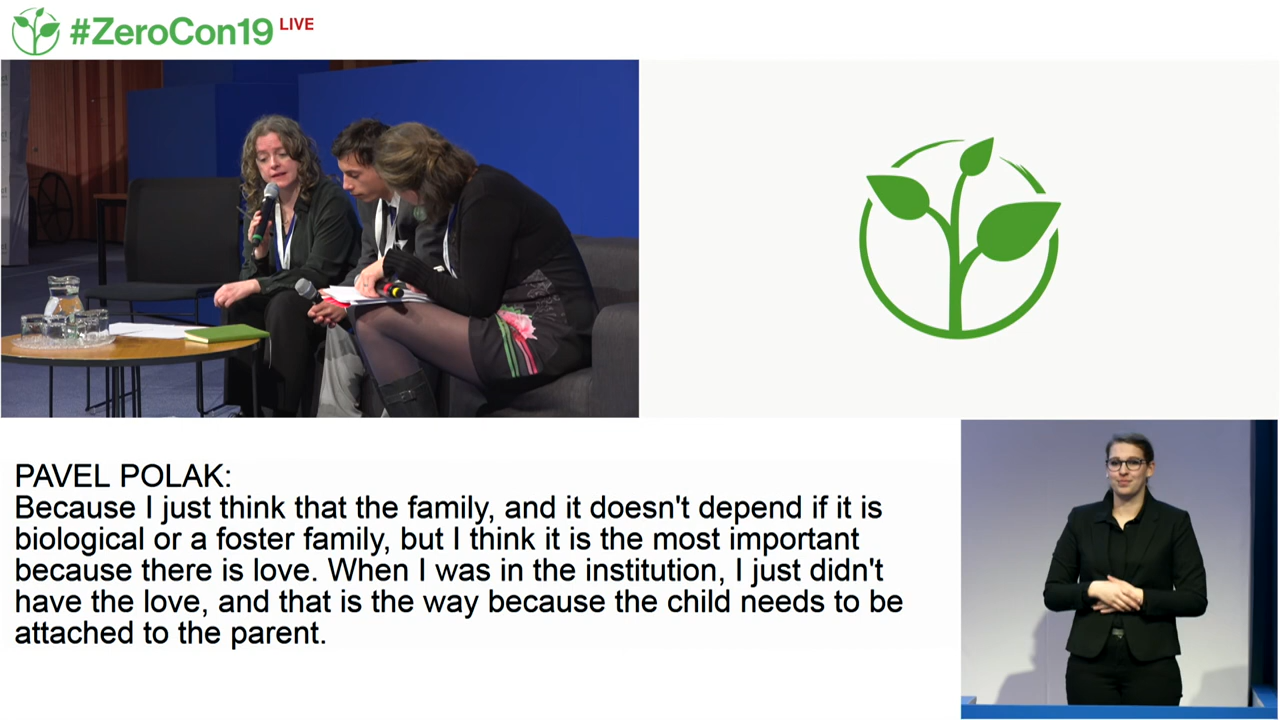 #ZeroCon19 LIVE
PAVEL POLAK:
Because I just think that the family, and it doesn't depend if it is
biological or a foster family, but I think it is the most important
because there is love. When I was in the institution, I just didn't
have the love, and that is the way because the child needs to be
attached to the parent.